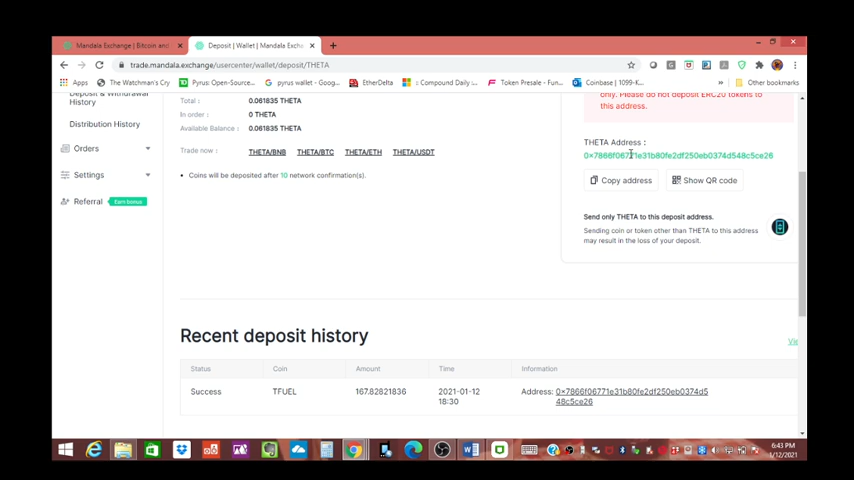 Mandala Exchange | Bitcoin and
Deposit | Wallet | Mandala Exch
trade.mandala.exchange/usercenter/wallet/deposit/THETA
Apps
The Watchman's Cry
Pyrus: Open-Source...
pyrus wallet - Goog...
EtherDelta
::Compound Daily :...
Token Presale - Fun...
Coinbase | 1099-K...
»
Other bookmarks
Deposit & Withdrawal
History
Distribution History
Orders
Settings
Referral
Earn bonus
Total :
0.061835 THETA
In order :
0 THETA
Available Balance :
0.061835 THETA
Trade now :
THETA/BNB
THETA/BTC
THETA/ETH
THETA/USDT
• Coins will be deposited after 10 network confirmation(s).
only. Please do not deposit ERC20 tokens to
this address.
THETA Address :
0x7866f06771e31b80fe2df250eb0374d548c5ce26
Copy address
Show QR code
Send only THETA to this deposit address.
Sending coin or token other than THETA to this address
may result in the loss of your deposit.
Recent deposit history
Vie
Status
Coin
Amount
Time
Information
Success
TFUEL
167.82821836
2021-01-12
18:30
Address: 0x7866f06771e31b80fe2df250eb0374d5
48c5ce26
6:43 PM
1/12/2021